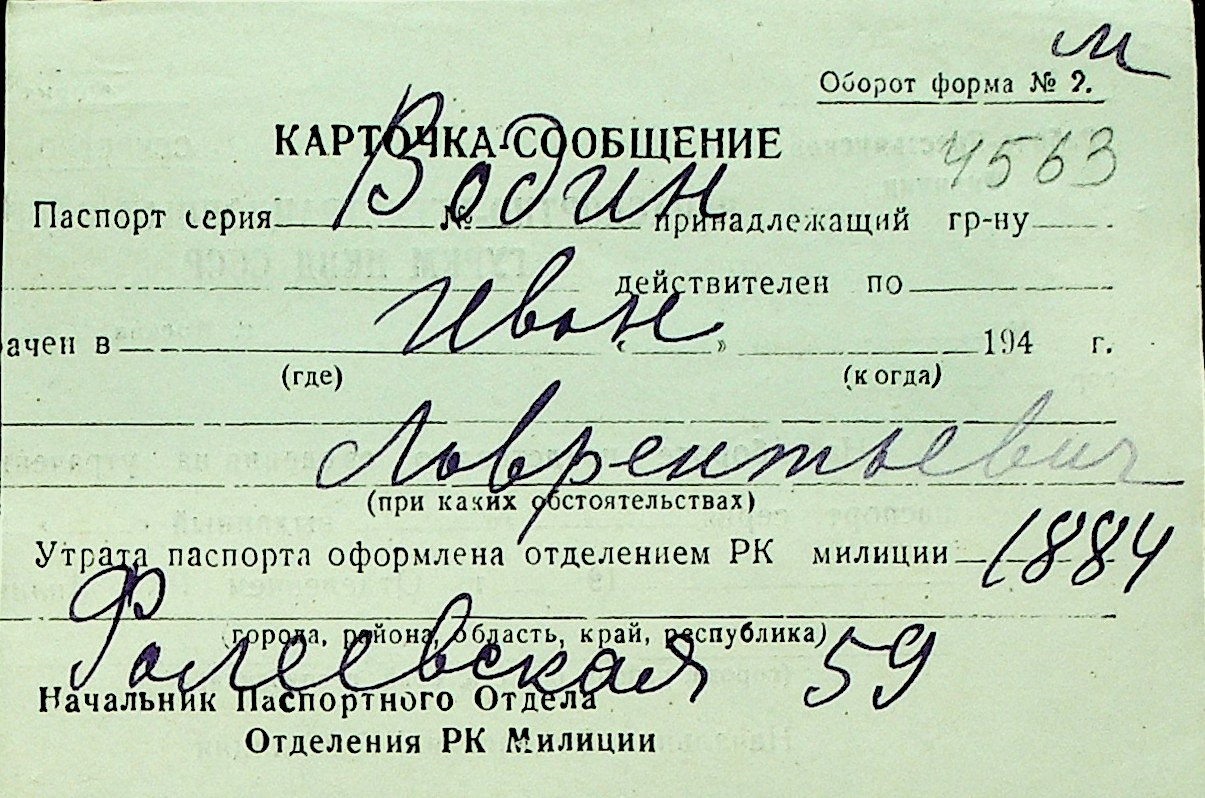 м
Оборот форма № 2.
КАРТОЧКА-СООБЩЕНИЕ
4563
Водин
Паспорт серия № принадлежащий гр-ну
действителен по
Иван
ачен в « » 194 г.
(где) (когда)
Лаврентьевич
(при каких обстоятельствах)
Утрата паспорта оформлена отделением РК милиции
1884
(города, района, область, край, республика)
Фалеевская 59
Начальник Паспортного Отдела
Отделения РК Милиции